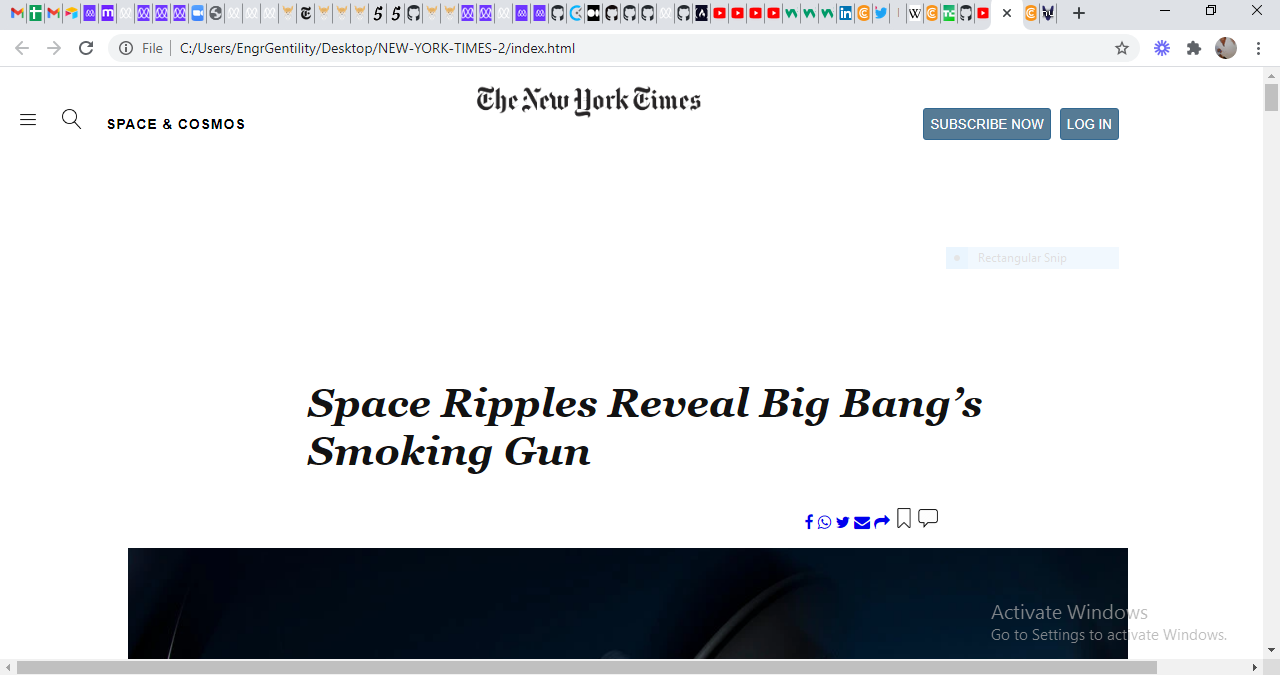 File
C:/Users/EngrGentility/Desktop/NEW-YORK-TIMES-2/index.html
The New York Times
SPACE & COSMOS
SUBSCRIBE NOW
LOG IN
Rectangular Snip
Space Ripples Reveal Big Bang’s
Smoking Gun
Activate Windows
Go to Settings to activate Windows.